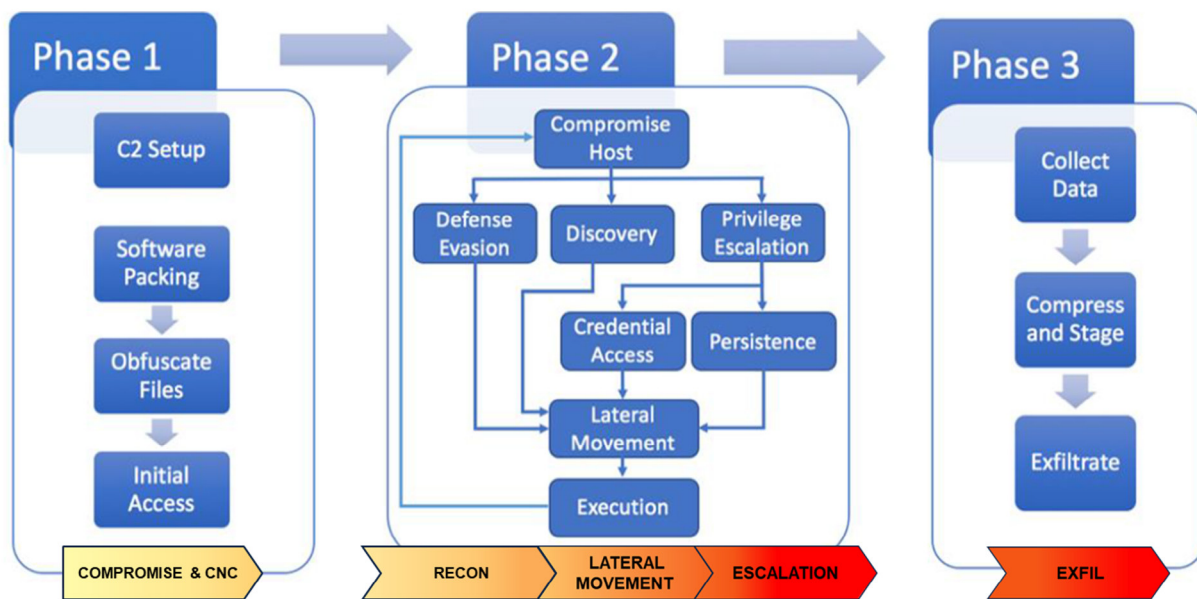 Phase 1
C2 Setup
Software
Packing
Obfuscate
Files
Initial
Access
COMPROMISE & CNC
Phase 2
Compromise
Host
Defense
Evasion
Discovery
Privilege
Escalation
Credential
Access
Persistence
Lateral
Movement
Execution
RECON
LATERAL
MOVEMENT
ESCALATION
Phase 3
Collect
Data
Compress
and Stage
Exfiltrate
EXFIL